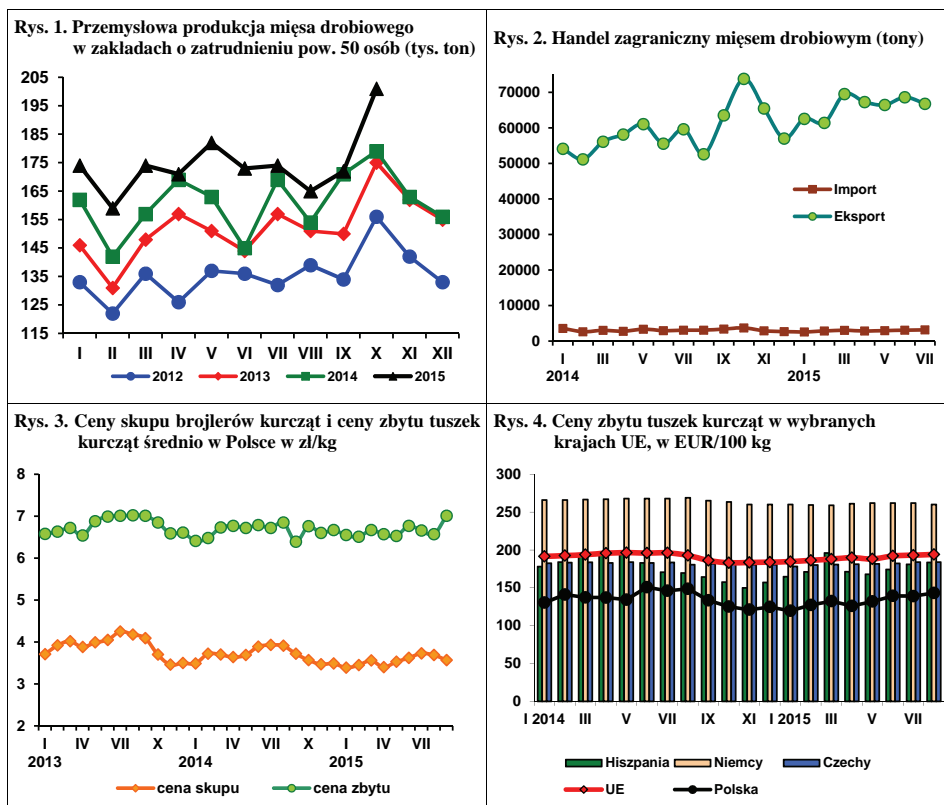 Rys. 1. Przemysłowa produkcja mięsa drobiowego
w zakładach o zatrudnieniu pow. 50 osób (tys. ton)
205
195
185
175
165
155
145
135
125
115
I II III IV V VI VII VIII IX X XI XII
2012 2013 2014 2015
Rys. 2. Handel zagraniczny mięsem drobiowym (tony)
70000
60000
50000
40000
30000
20000
10000
0
Import
Eksport
I III V VII IX XI I III V VII
2014 2015
Rys. 3. Ceny skupu brojlerów kurcząt i ceny zbytu tuszek
kurcząt średnio w Polsce w zł/kg
8
7
6
5
4
3
2
I IV VII X I IV VII X I IV VII
2013 2014 2015
cena skupu cena zbytu
Rys. 4. Ceny zbytu tuszek kurcząt w wybranych
krajach UE, w EUR/100 kg
300
250
200
150
100
50
0
I 2014 III V VII IX XI I 2015 III V VII
Hiszpania Niemcy Czechy
UE Polska